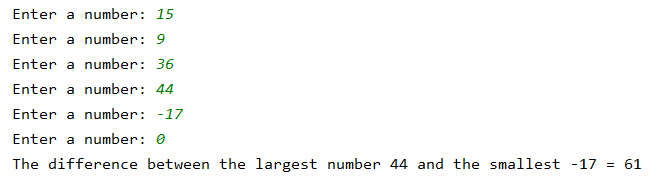 Enter a number: 15
Enter a number: 9
Enter a number: 36
Enter a number: 44
Enter a number: -17
Enter a number: 0
The difference between the largest number 44 and the smallest -17 = 61